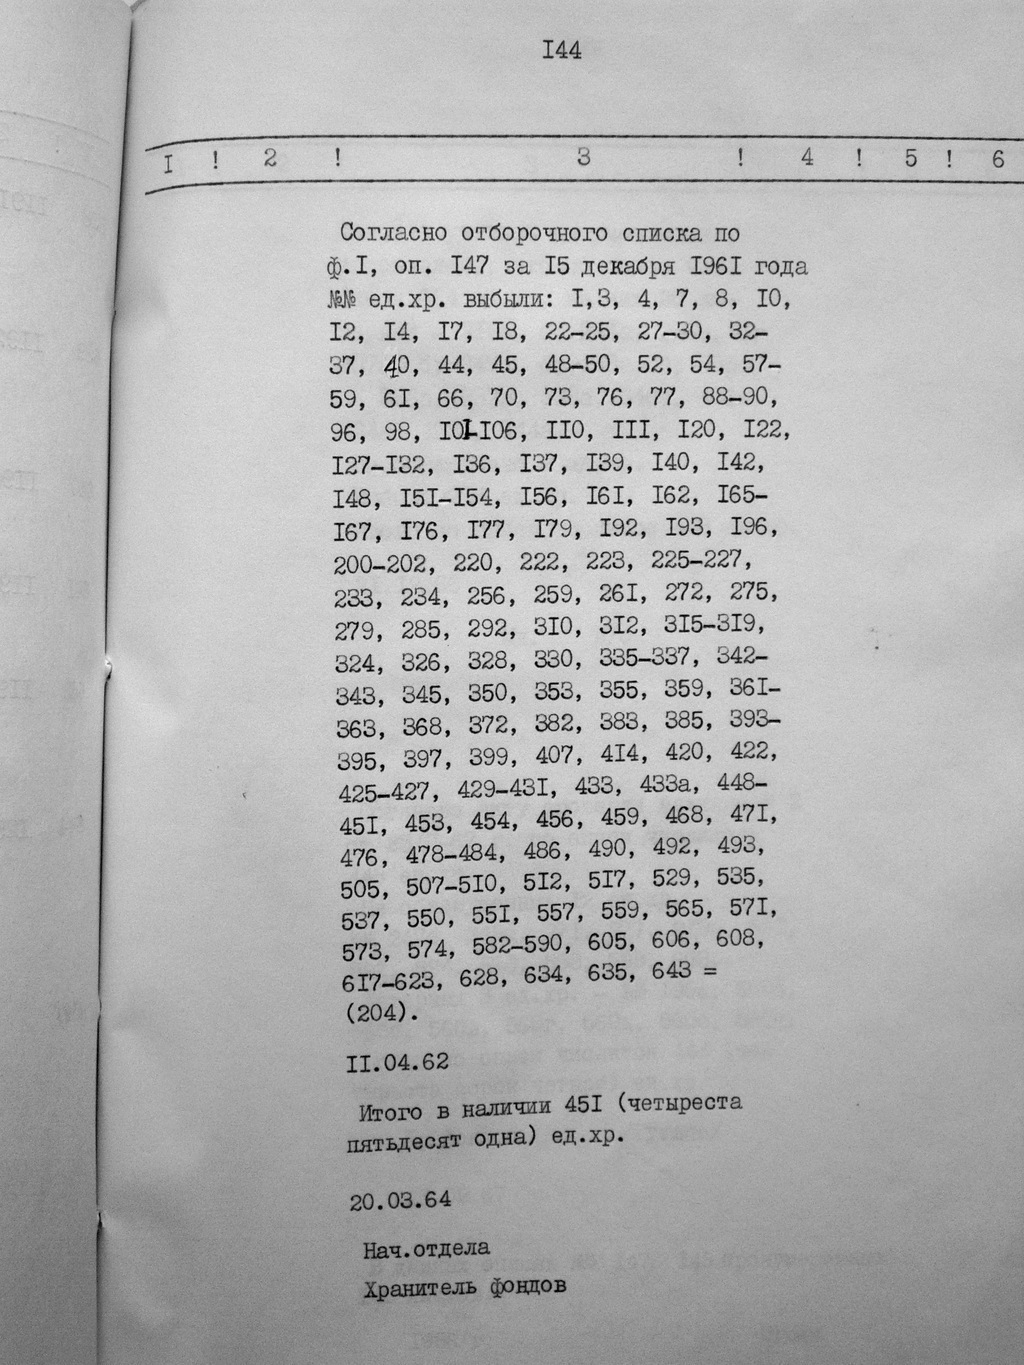 I44
I ! 2 ! 3 ! 4 ! 5 ! 6
Согласно отборочного списка по
ф.I, оп. I47 за I5 декабря I96I года
№№ ед.хр. выбыли: I,3, 4, 7, 8, I0,
I2, I4, I7, I8, 22-25, 27-30, 32-
37, 40, 44, 45, 48-50, 52, 54, 57-
59, 6I, 66, 70, 73, 76, 77, 88-90,
96, 98, I0I-I06, II0, III, I20, I22,
I27-I32, I36, I37, I39, I40, I42,
I48, I5I-I54, I56, I6I, I62, I65-
I67, I76, I77, I79, I92, I93, I96,
200-202, 220, 222, 223, 225-227,
233, 234, 256, 259, 26I, 272, 275,
279, 285, 292, 3I0, 3I2, 3I5-3I9,
324, 326, 328, 330, 335-337, 342-
343, 345, 350, 353, 355, 359, 36I-
363, 368, 372, 382, 383, 385, 393-
395, 397, 399, 407, 4I4, 420, 422,
425-427, 429-43I, 433, 433а, 448-
45I, 453, 454, 456, 459, 468, 47I,
476, 478-484, 486, 490, 492, 493,
505, 507-5I0, 5I2, 5I7, 529, 535,
537, 550, 55I, 557, 559, 565, 57I,
573, 574, 582-590, 605, 606, 608,
6I7-623, 628, 634, 635, 643 =
(204).
II.04.62
Итого в наличии 45I (четыреста
пятьдесят одна) ед.хр.
20.03.64
Нач.отдела
Хранитель фондов